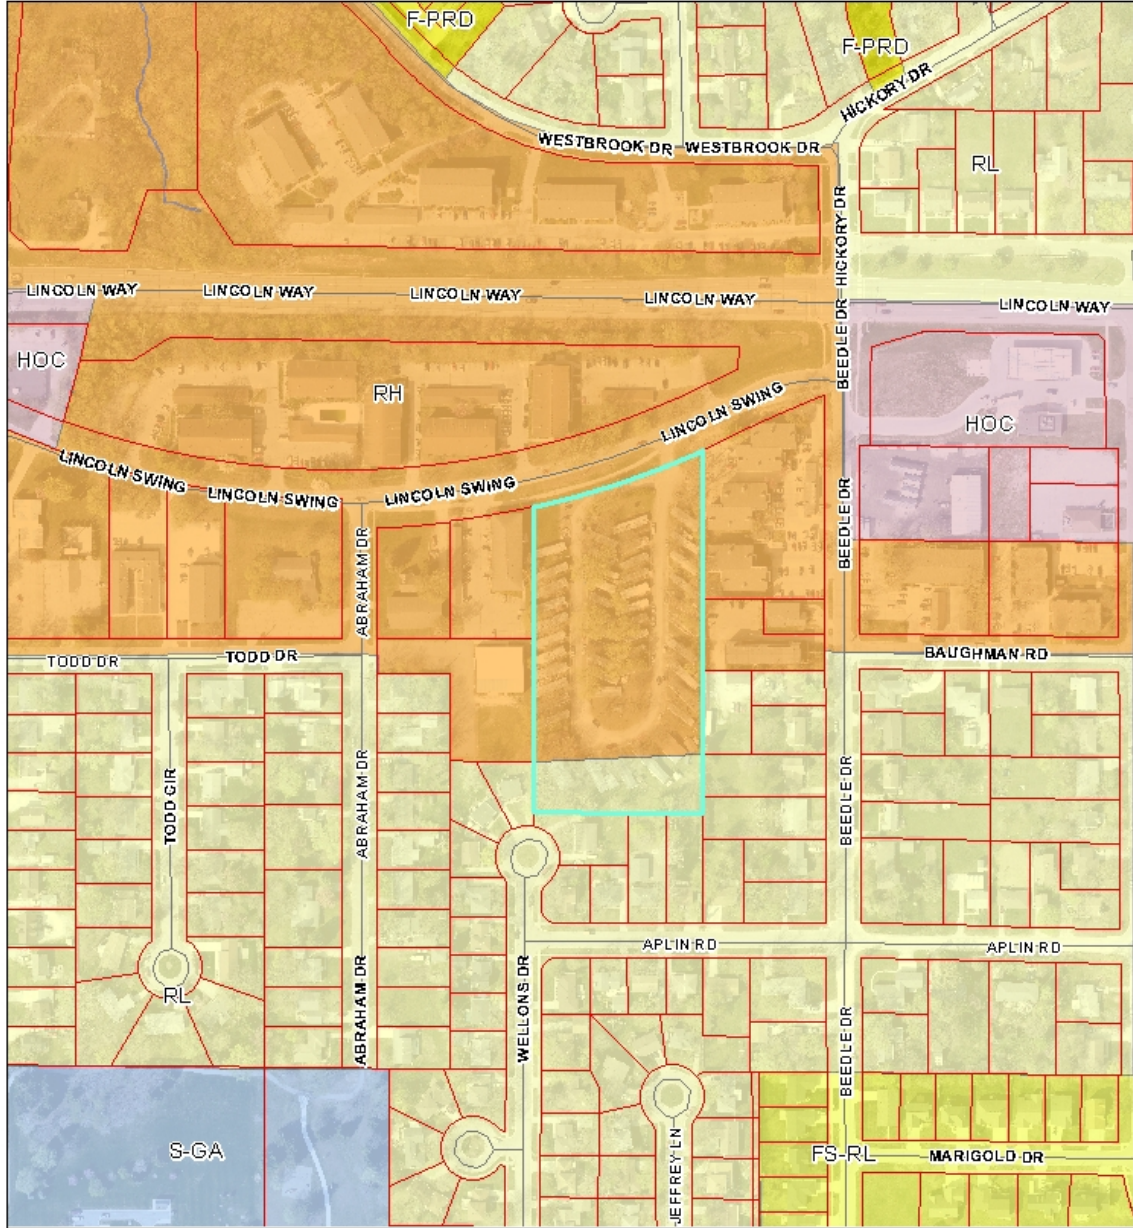 F-PRD
F-PRD
HICKORY DR
WESTBROOK DR
WESTBROOK DR
RL
HICKORY DR
LINCOLN WAY
LINCOLN WAY
LINCOLN WAY
LINCOLN WAY
LINCOLN WAY
BEEDLE DR
HOC
RH
LINCOLN SWING
HOC
LINCOLN SWING
LINCOLN SWING
LINCOLN SWING
BEEDLE DR
ABRAHAM DR
TODD DR
TODD DR
BAUGHMAN RD
TODD CIR
ABRAHAM DR
BEEDLE DR
APLIN RD
APLIN RD
RL
ABRAHAM DR
WELLONS DR
BEEDLE DR
S-GA
JEFFREY LN
FS-RL
MARIGOLD DR